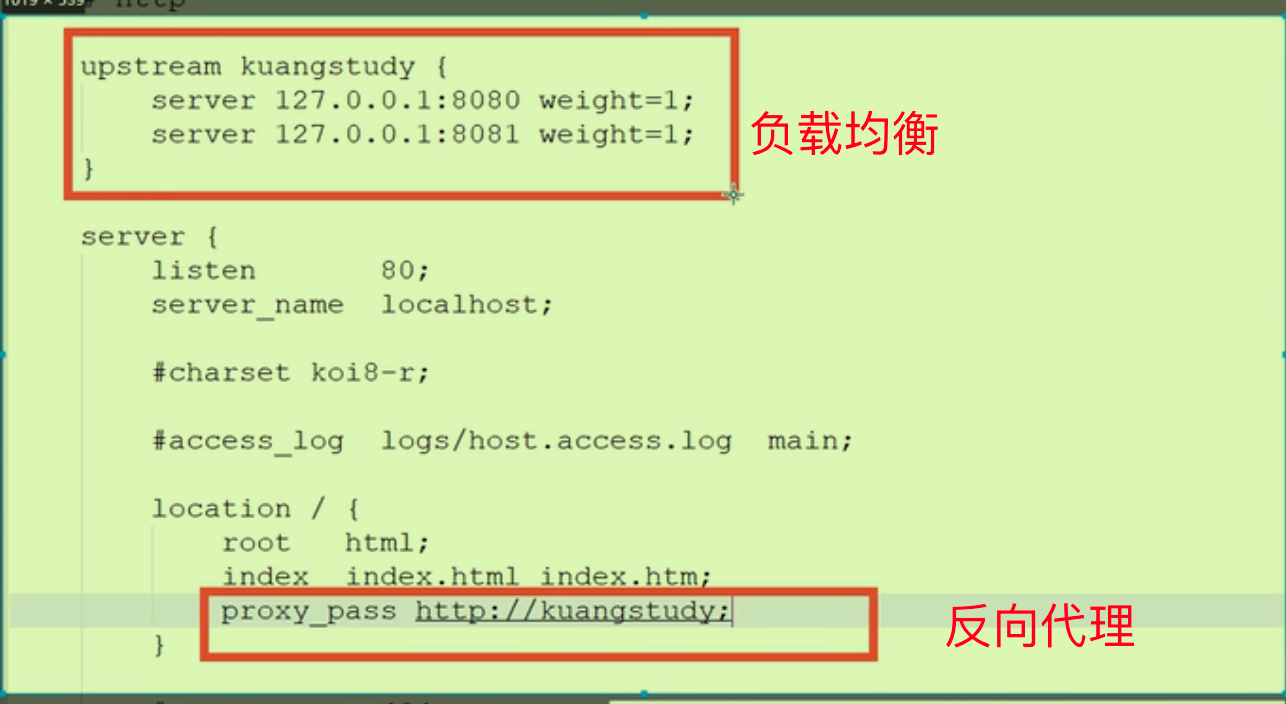 # http
upstream kuangstudy {
server 127.0.0.1:8080 weight=1;
server 127.0.0.1:8081 weight=1;
}
负载均衡
server {
listen 80;
server_name localhost;
#charset koi8-r;
#access_log logs/host.access.log main;
location / {
root html;
index index.html index.htm;
proxy_pass http://kuangstudy;
反向代理
}